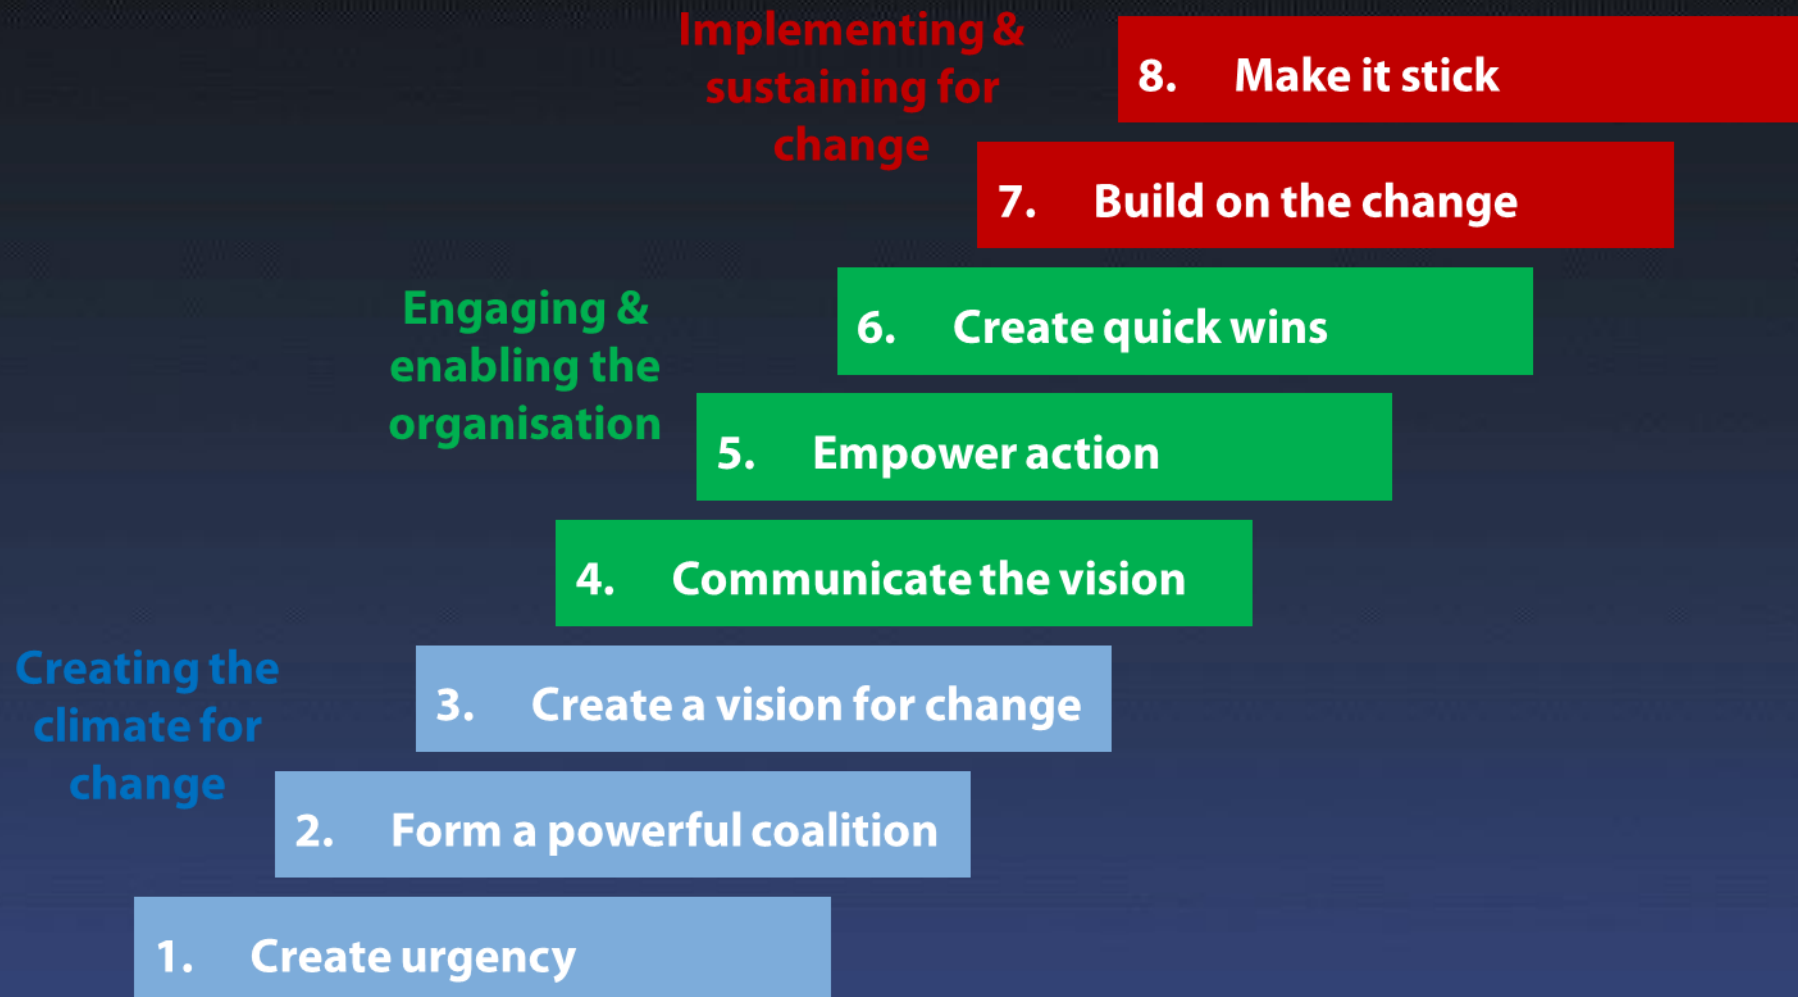 Implementing &
sustaining for
change
8. Make it stick
7. Build on the change
Engaging &
enabling the
organisation
6. Create quick wins
5. Empower action
4. Communicate the vision
Creating the
climate for
change
3. Create a vision for change
2. Form a powerful coalition
1. Create urgency